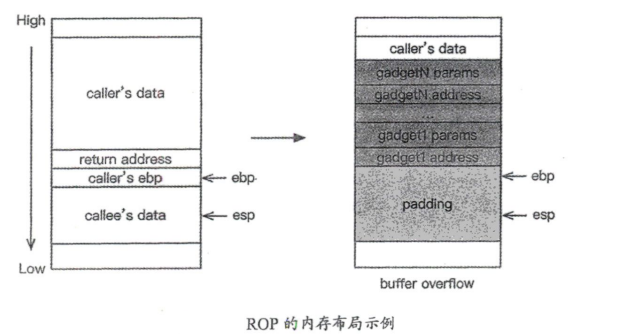 High
caller's data
return address
caller's ebp
ebp
callee's data
esp
Low
caller's data
gadgetN params
gadgetN address
...
gadget1 params
gadget1 address
ebp
padding
esp
buffer overflow
ROP 的内存布局示例